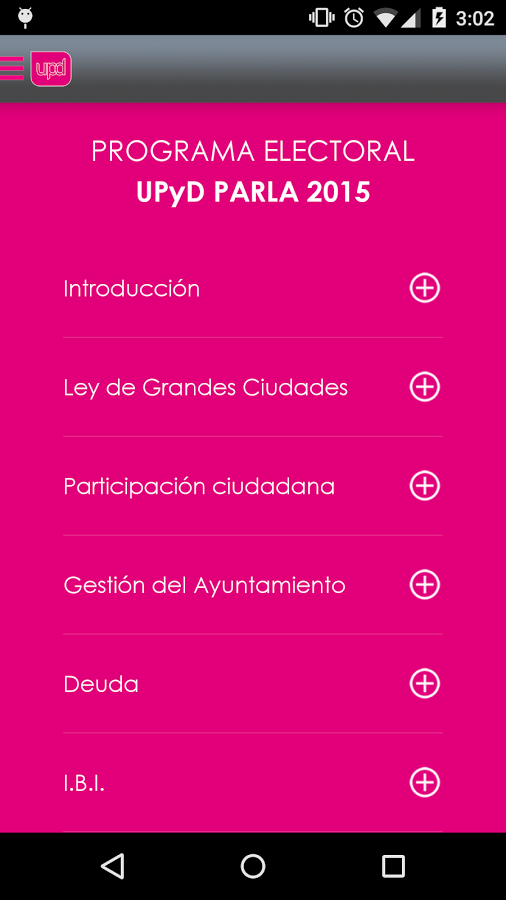 3:02
upd
PROGRAMA ELECTORAL
UPyD PARLA 2015
Introducción
Ley de Grandes Ciudades
Participación ciudadana
Gestión del Ayuntamiento
Deuda
I.B.I.